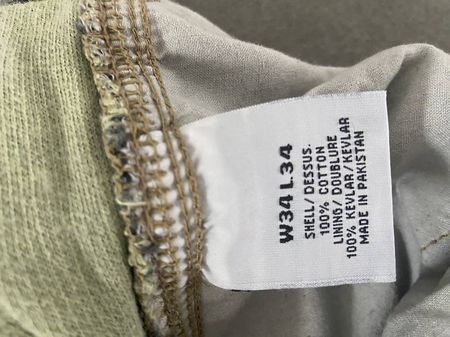 W34 L34
SHELL/ DESSUS.
100% COTTON
LINING/ DOUBLURE
100% KEVLAR/KEVLAR
MADE IN PAKISTAN